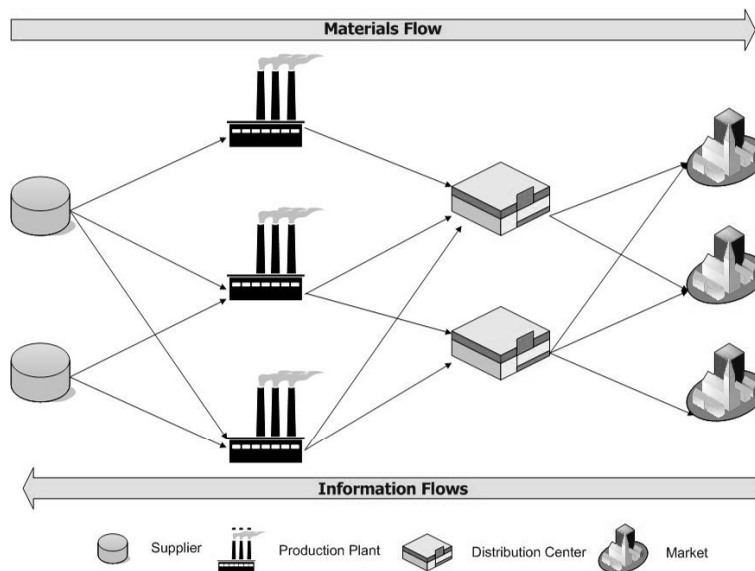 Materials Flow
Information Flows
Supplier
Production Plant
Distribution Center
Market